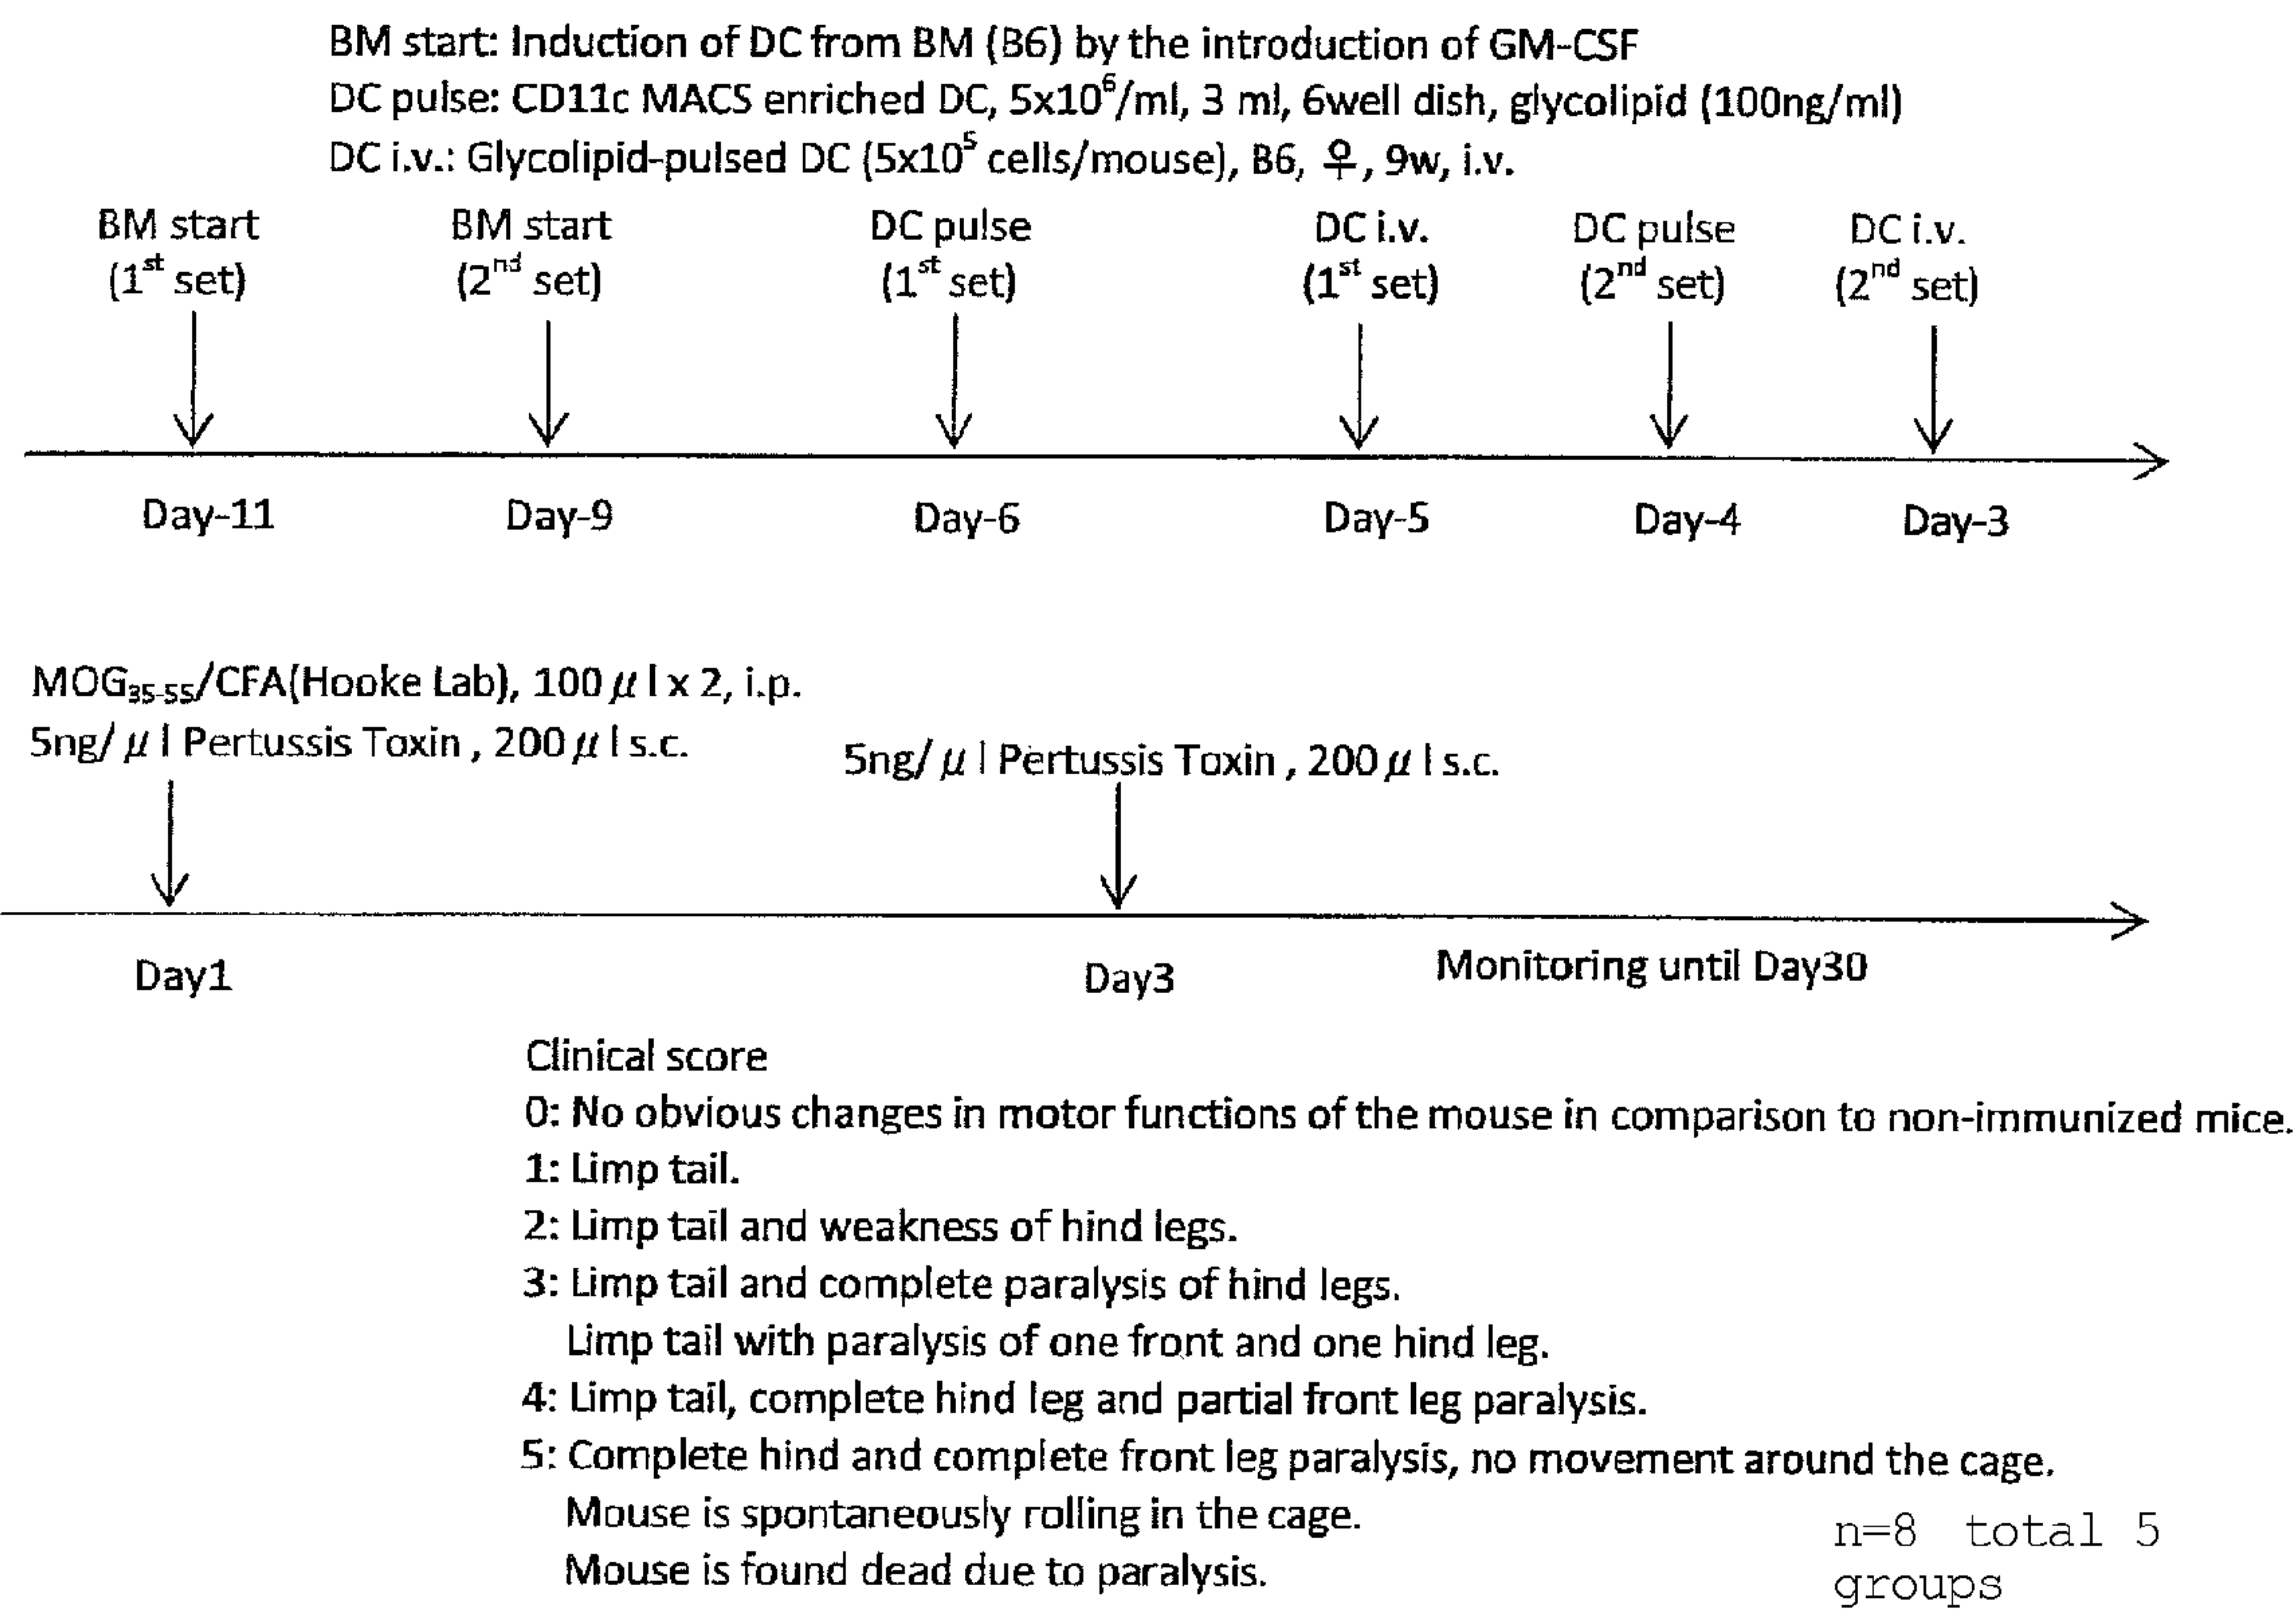 BM start: Induction of DC from BM (B6) by the introduction of GM-CSF
DC pulse: CD11c MACS enriched DC, 5x10⁶/ml, 3 ml, 6well dish, glycolipid (100ng/ml)
DC i.v.: Glycolipid-pulsed DC (5x10⁵ cells/mouse), B6, ♀, 9w, i.v.
BM start (1st set)
BM start (2nd set)
DC pulse (1st set)
DC i.v. (1st set)
DC pulse (2nd set)
DC i.v. (2nd set)
Day-11 Day-9 Day-6 Day-5 Day-4 Day-3
MOG₃₅₋₅₅/CFA(Hooke Lab), 100 μl x 2, i.p.
5ng/ μl Pertussis Toxin , 200 μl s.c.
5ng/ μl Pertussis Toxin , 200 μl s.c.
Day1 Day3 Monitoring until Day30
Clinical score
0: No obvious changes in motor functions of the mouse in comparison to non-immunized mice.
1: Limp tail.
2: Limp tail and weakness of hind legs.
3: Limp tail and complete paralysis of hind legs.
Limp tail with paralysis of one front and one hind leg.
4: Limp tail, complete hind leg and partial front leg paralysis.
5: Complete hind and complete front leg paralysis, no movement around the cage.
Mouse is spontaneously rolling in the cage.
Mouse is found dead due to paralysis.
n=8 total 5
groups